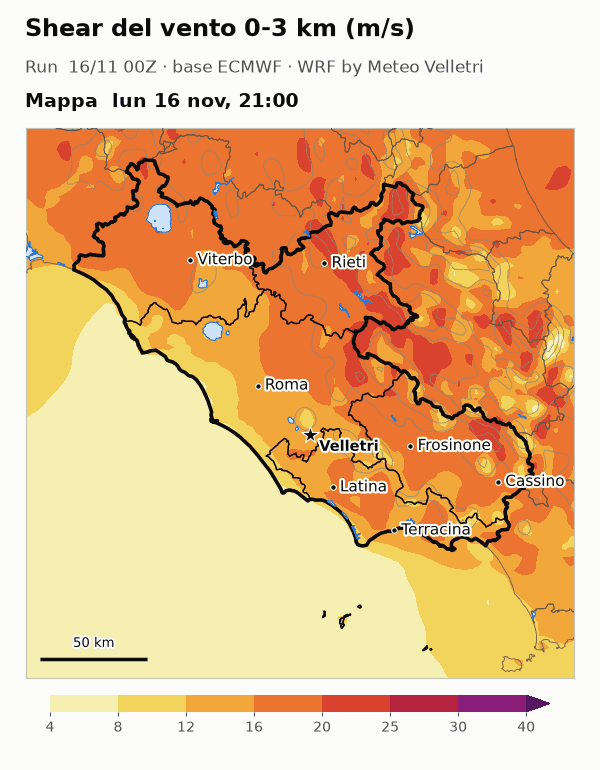 Shear del vento 0-3 km (m/s)
Run  16/11 00Z · base ECMWF · WRF by Meteo Velletri
Mappa  lun 16 nov, 21:00
Viterbo
Rieti
Roma
Velletri
Frosinone
Cassino
Latina
Terracina
50 km
4 8 12 16 20 25 30 40